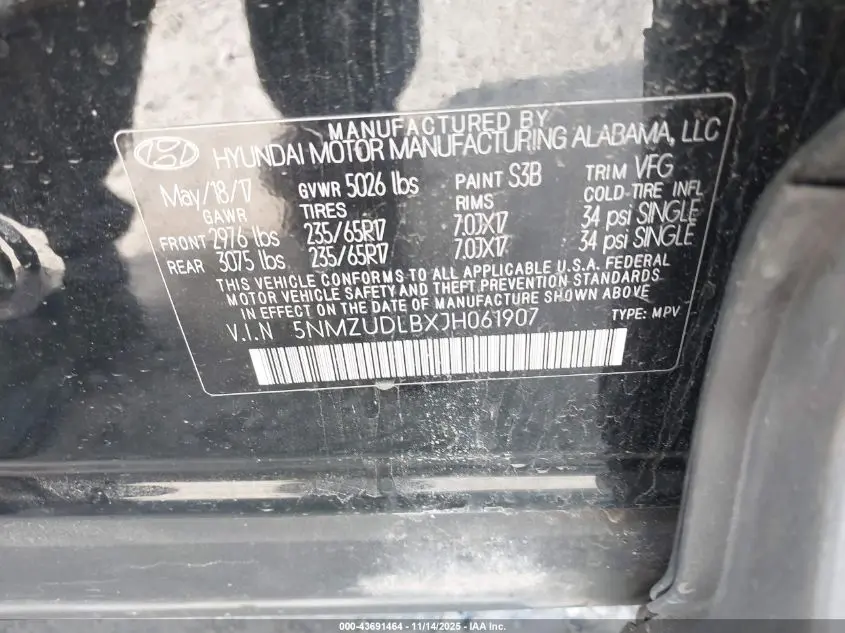 MANUFACTURED BY
HYUNDAI MOTOR MANUFACTURING ALABAMA, LLC
May/18/17 GVWR 5026 lbs PAINT S3B TRIM VFG
GAWR TIRES RIMS COLD-TIRE INFL
FRONT 2976 lbs 235/65R17 7.0JX17 34 psi SINGLE
REAR 3075 lbs 235/65R17 7.0JX17 34 psi SINGLE
THIS VEHICLE CONFORMS TO ALL APPLICABLE U.S.A. FEDERAL
MOTOR VEHICLE SAFETY AND THEFT PREVENTION STANDARDS
IN EFFECT ON THE DATE OF MANUFACTURE SHOWN ABOVE
V.I.N 5NMZUDLBXJH061907 TYPE: MPV
000-43691464 - 11/14/2025 - IAA Inc.